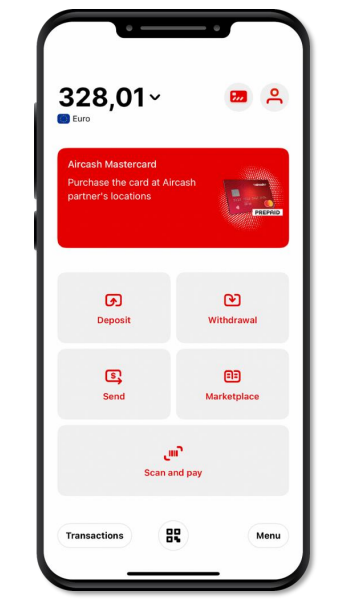 328,01
Euro
Aircash Mastercard
Purchase the card at Aircash
partner's locations
PREPAID
Deposit
Withdrawal
Send
Marketplace
Scan and pay
Transactions
Menu